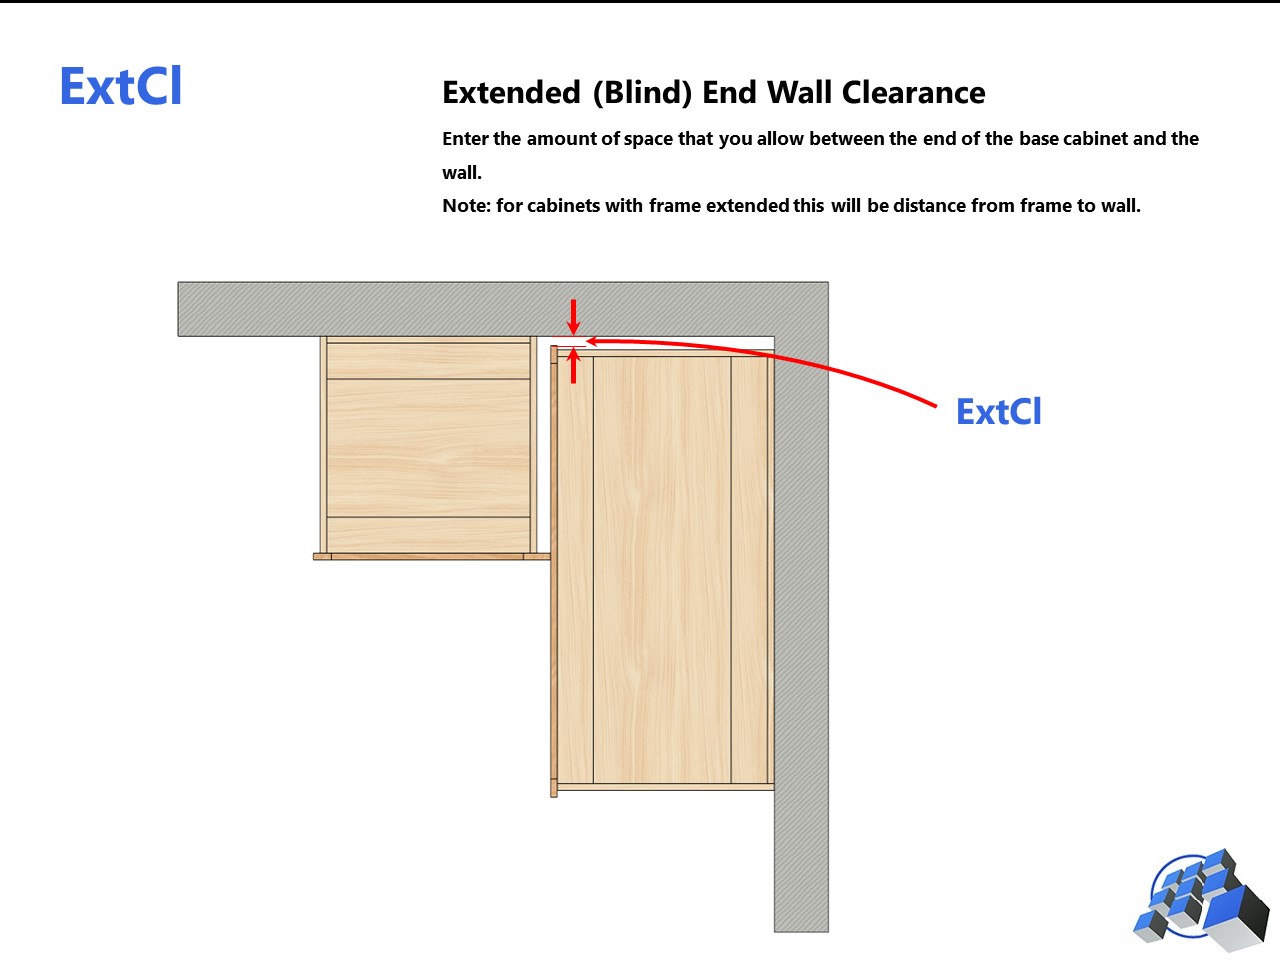 ExtCl
Extended (Blind) End Wall Clearance
Enter the amount of space that you allow between the end of the base cabinet and the
wall.
Note: for cabinets with frame extended this will be distance from frame to wall.
ExtCl